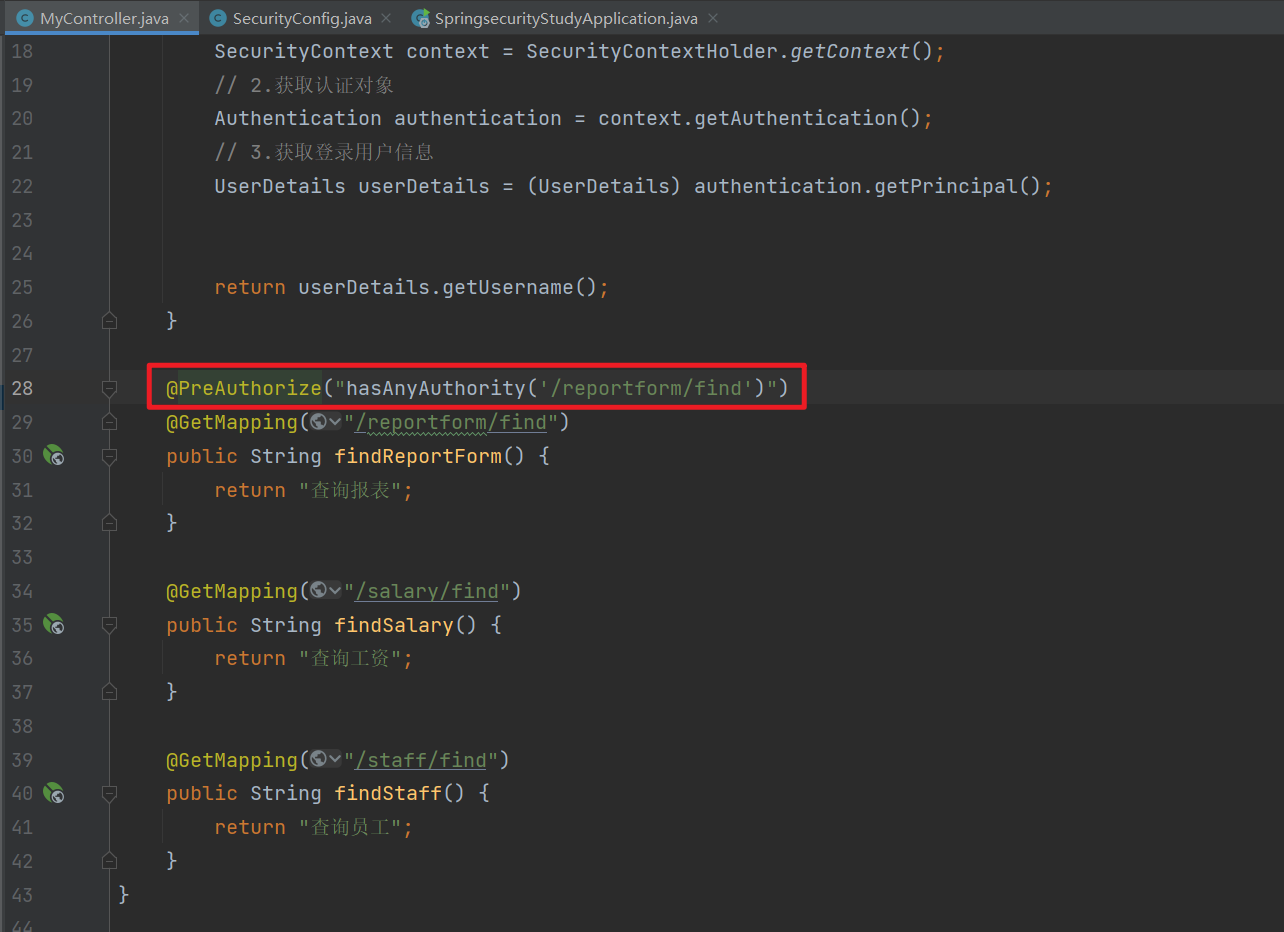 MyController.java SecurityConfig.java SpringsecurityStudyApplication.java
18 SecurityContext context = SecurityContextHolder.getContext();
19 // 2.获取认证对象
20 Authentication authentication = context.getAuthentication();
21 // 3.获取登录用户信息
22 UserDetails userDetails = (UserDetails) authentication.getPrincipal();
23
24
25 return userDetails.getUsername();
26 }
27
28 @PreAuthorize("hasAnyAuthority('/reportform/find')")
29 @GetMapping("/reportform/find")
30 public String findReportForm() {
31 return "查询报表";
32 }
33
34 @GetMapping("/salary/find")
35 public String findSalary() {
36 return "查询工资";
37 }
38
39 @GetMapping("/staff/find")
40 public String findStaff() {
41 return "查询员工";
42 }
43 }
44